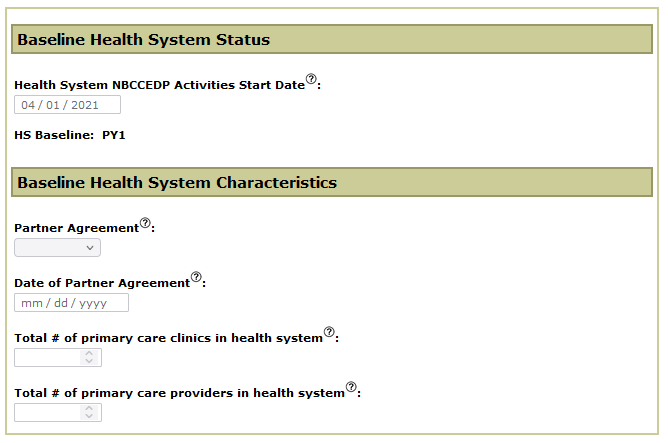 Baseline Health System Status
Health System NBCCEDP Activities Start Date?:
04 / 01 / 2021
HS Baseline: PY1
Baseline Health System Characteristics
Partner Agreement?:
Date of Partner Agreement?:
mm / dd / yyyy
Total # of primary care clinics in health system?:
Total # of primary care providers in health system?: